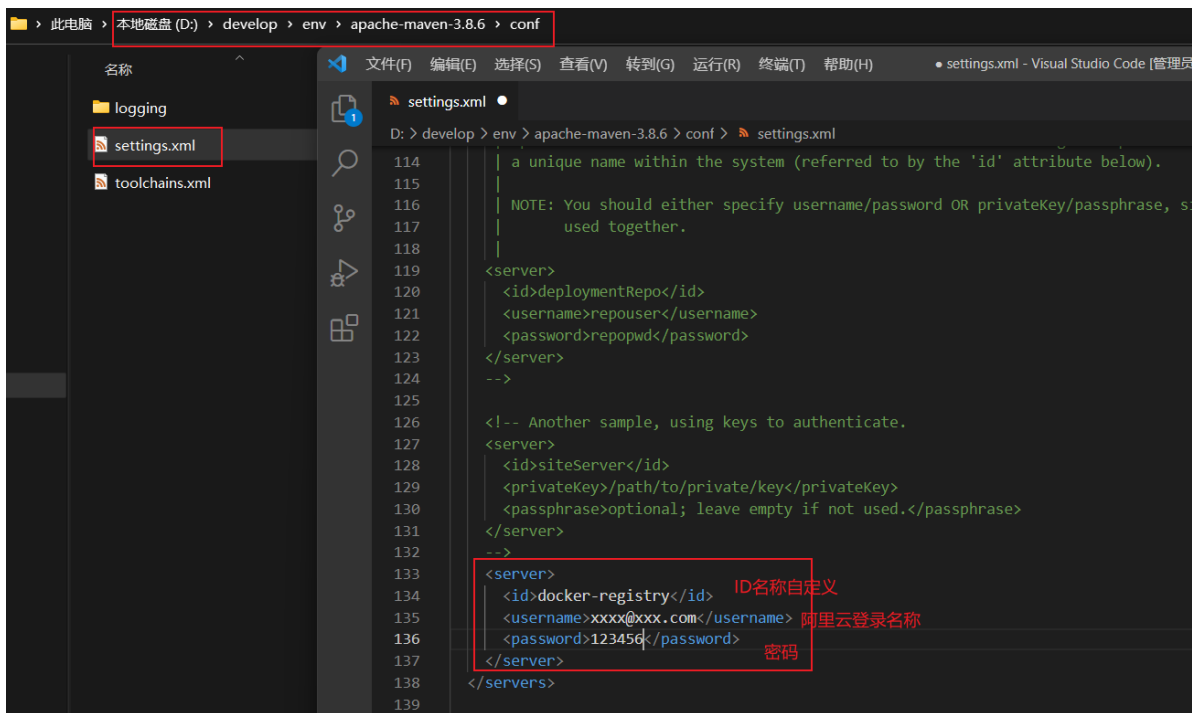 此电脑 > 本地磁盘 (D:) > develop > env > apache-maven-3.8.6 > conf
名称
logging
settings.xml
toolchains.xml
文件(F) 编辑(E) 选择(S) 查看(V) 转到(G) 运行(R) 终端(T) 帮助(H) ● settings.xml - Visual Studio Code [管理员
settings.xml ●
D: > develop > env > apache-maven-3.8.6 > conf > settings.xml
114 | a unique name within the system (referred to by the 'id' attribute below).
115 |
116 | NOTE: You should either specify username/password OR privateKey/passphrase, si
117 | used together.
118 |
119 <server>
120 <id>deploymentRepo</id>
121 <username>repouser</username>
122 <password>repopwd</password>
123 </server>
124 -->
125
126 <!-- Another sample, using keys to authenticate.
127 <server>
128 <id>siteServer</id>
129 <privateKey>/path/to/private/key</privateKey>
130 <passphrase>optional; leave empty if not used.</passphrase>
131 </server>
132 -->
133 <server>
134 <id>docker-registry</id> ID名称自定义
135 <username>xxxx@xxx.com</username> 阿里云登录名称
136 <password>123456</password>
密码
137 </server>
138 </servers>
139
1